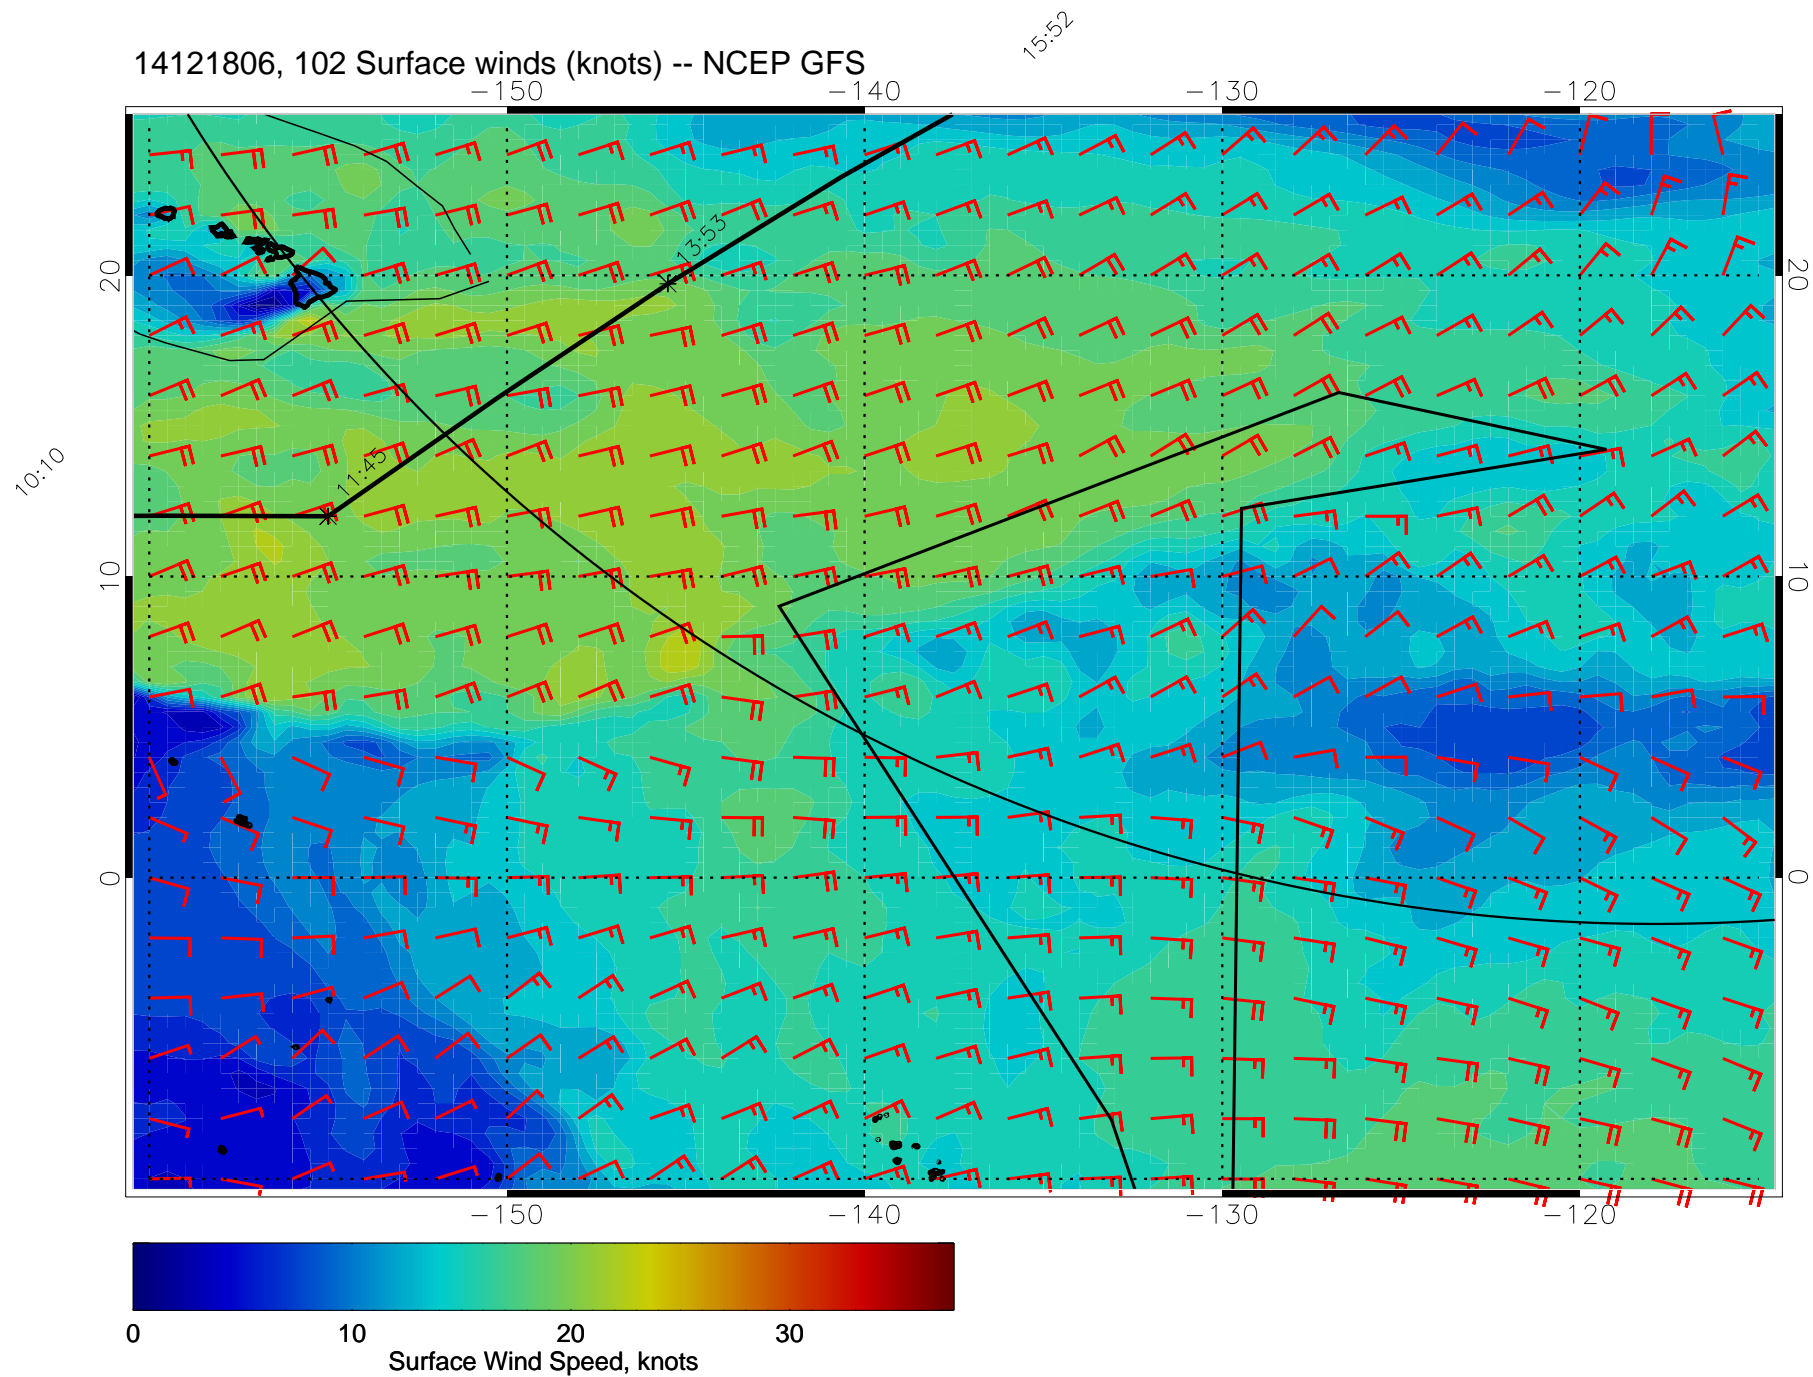 15:52
14121806, 102 Surface winds (knots) -- NCEP GFS
−150 −140 −130 −120
13:53
20 20
11:45
10:10
10 10
0 0
−150 −140 −130 −120
0 10 20 30
Surface Wind Speed, knots